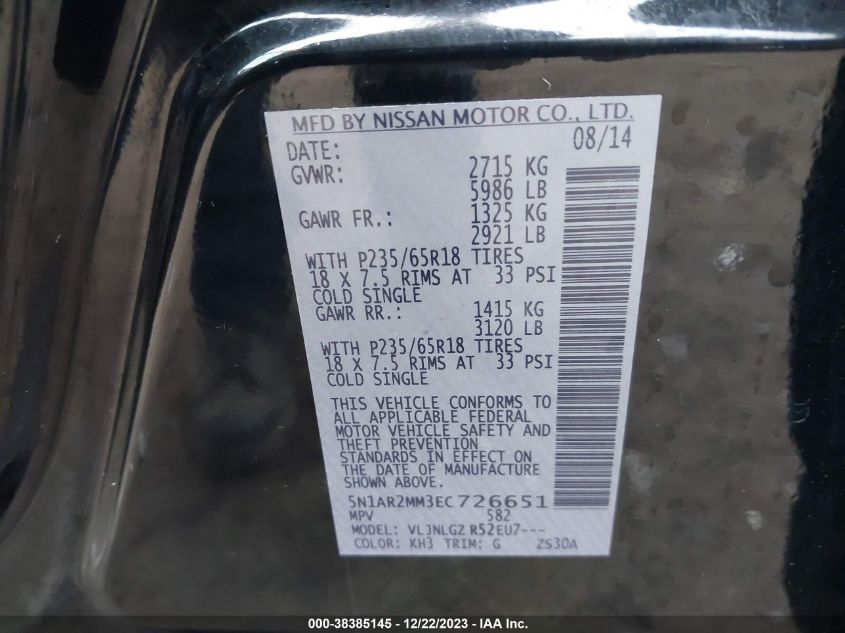 MFD BY NISSAN MOTOR CO., LTD.
DATE: 08/14
GVWR: 2715 KG
5986 LB
GAWR FR.: 1325 KG
2921 LB
WITH P235/65R18 TIRES
18 X 7.5 RIMS AT 33 PSI
COLD SINGLE
GAWR RR.: 1415 KG
3120 LB
WITH P235/65R18 TIRES
18 X 7.5 RIMS AT 33 PSI
COLD SINGLE
THIS VEHICLE CONFORMS TO
ALL APPLICABLE FEDERAL
MOTOR VEHICLE SAFETY AND
THEFT PREVENTION
STANDARDS IN EFFECT ON
THE DATE OF MANUFACTURE
SHOWN ABOVE.
5N1AR2MM3EC726651
MPV 582
MODEL: VLJNLGZ R52EU7---
COLOR: KH3 TRIM: G ZS30A
000-38385145 - 12/22/2023 - IAA Inc.